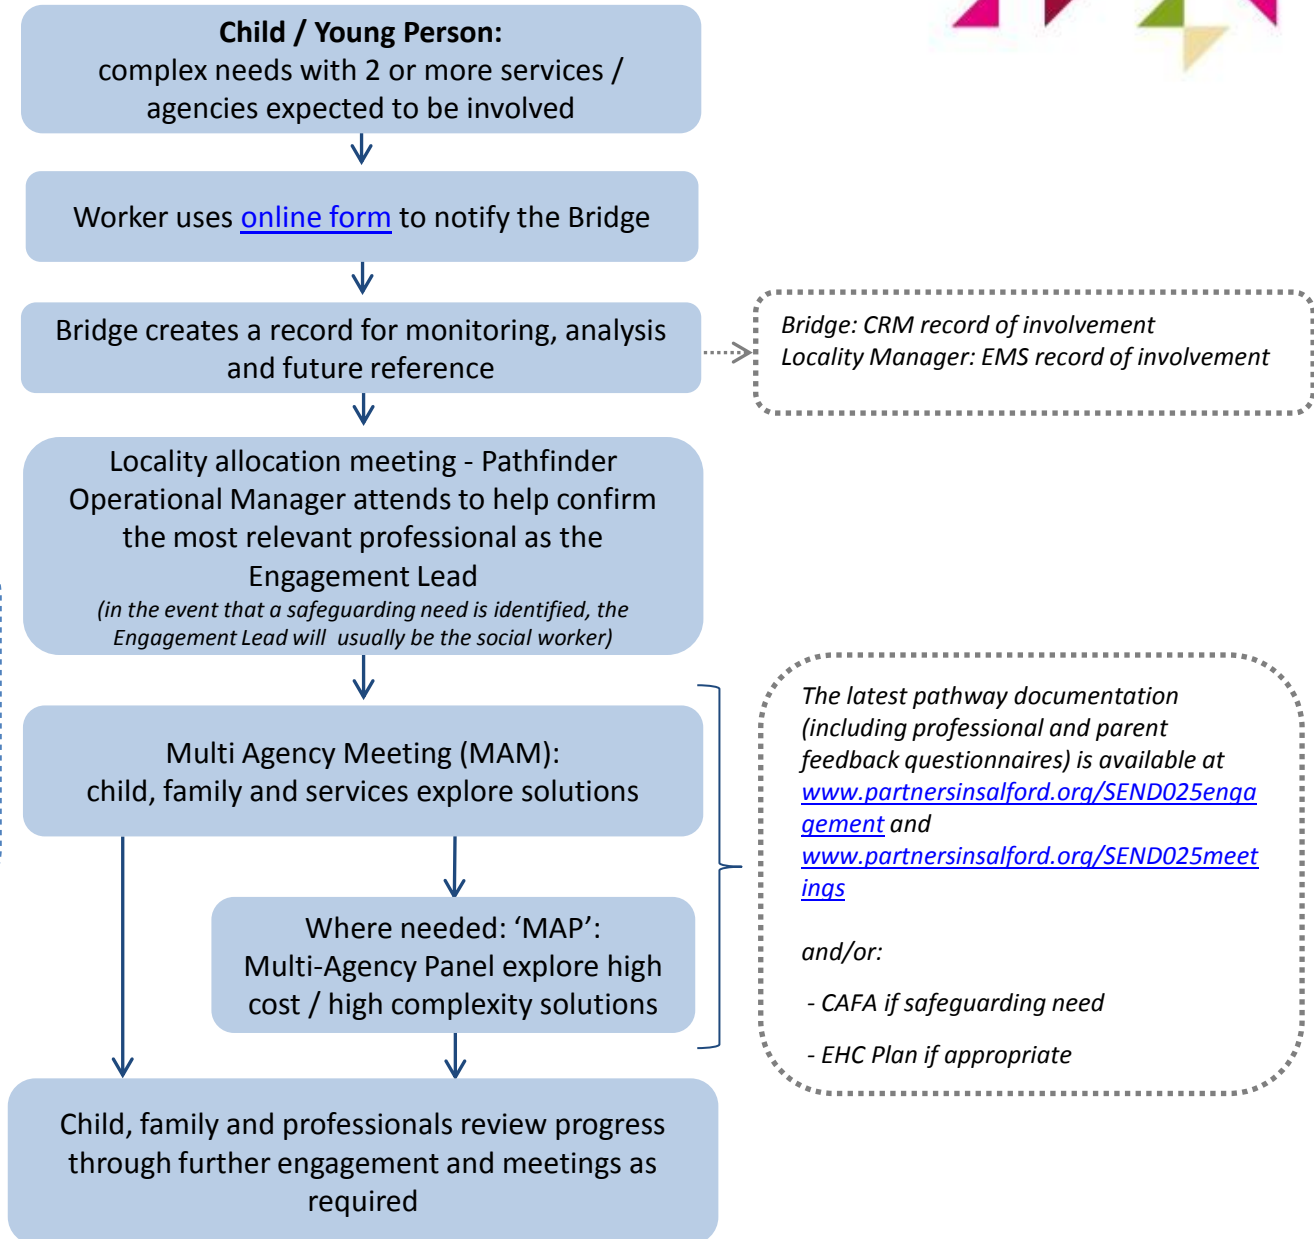 Child / Young Person:
complex needs with 2 or more services /
agencies expected to be involved
Worker uses online form to notify the Bridge
Bridge creates a record for monitoring, analysis
and future reference
Bridge: CRM record of involvement
Locality Manager: EMS record of involvement
Locality allocation meeting - Pathfinder
Operational Manager attends to help confirm
the most relevant professional as the
Engagement Lead
(in the event that a safeguarding need is identified, the
Engagement Lead will usually be the social worker)
Multi Agency Meeting (MAM):
child, family and services explore solutions
Where needed: ‘MAP’:
Multi-Agency Panel explore high
cost / high complexity solutions
The latest pathway documentation
(including professional and parent
feedback questionnaires) is available at
www.partnersinsalford.org/SEND025enga
gement and
www.partnersinsalford.org/SEND025meet
ings
and/or:
- CAFA if safeguarding need
- EHC Plan if appropriate
Child, family and professionals review progress
through further engagement and meetings as
required